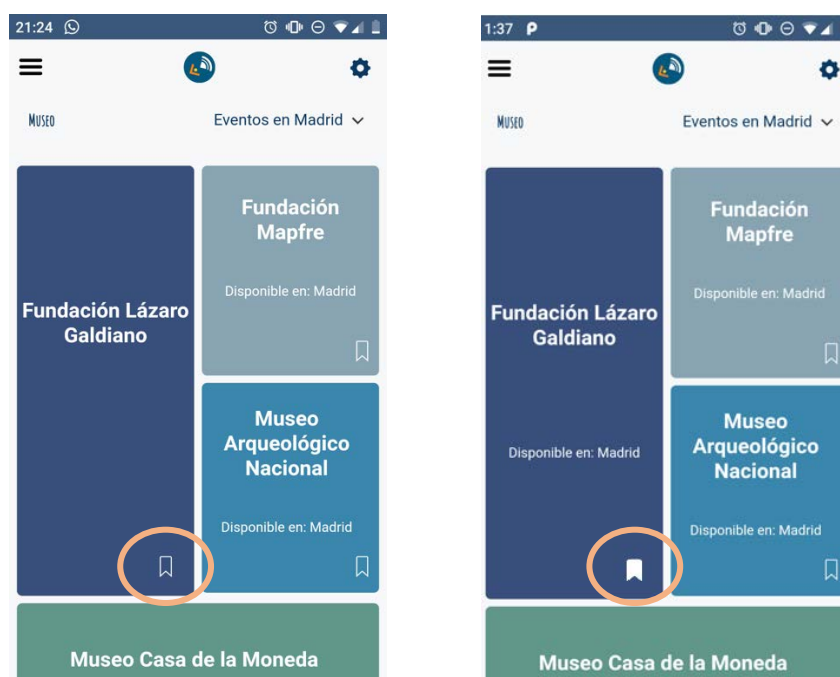 21:24
MUSEO
Eventos en Madrid
Fundación Lázaro
Galdiano
Fundación
Mapfre
Disponible en: Madrid
Museo
Arqueológico
Nacional
Disponible en: Madrid
Museo Casa de la Moneda
1:37
MUSEO
Eventos en Madrid
Fundación Lázaro
Galdiano
Disponible en: Madrid
Fundación
Mapfre
Disponible en: Madrid
Museo
Arqueológico
Nacional
Disponible en: Madrid
Museo Casa de la Moneda